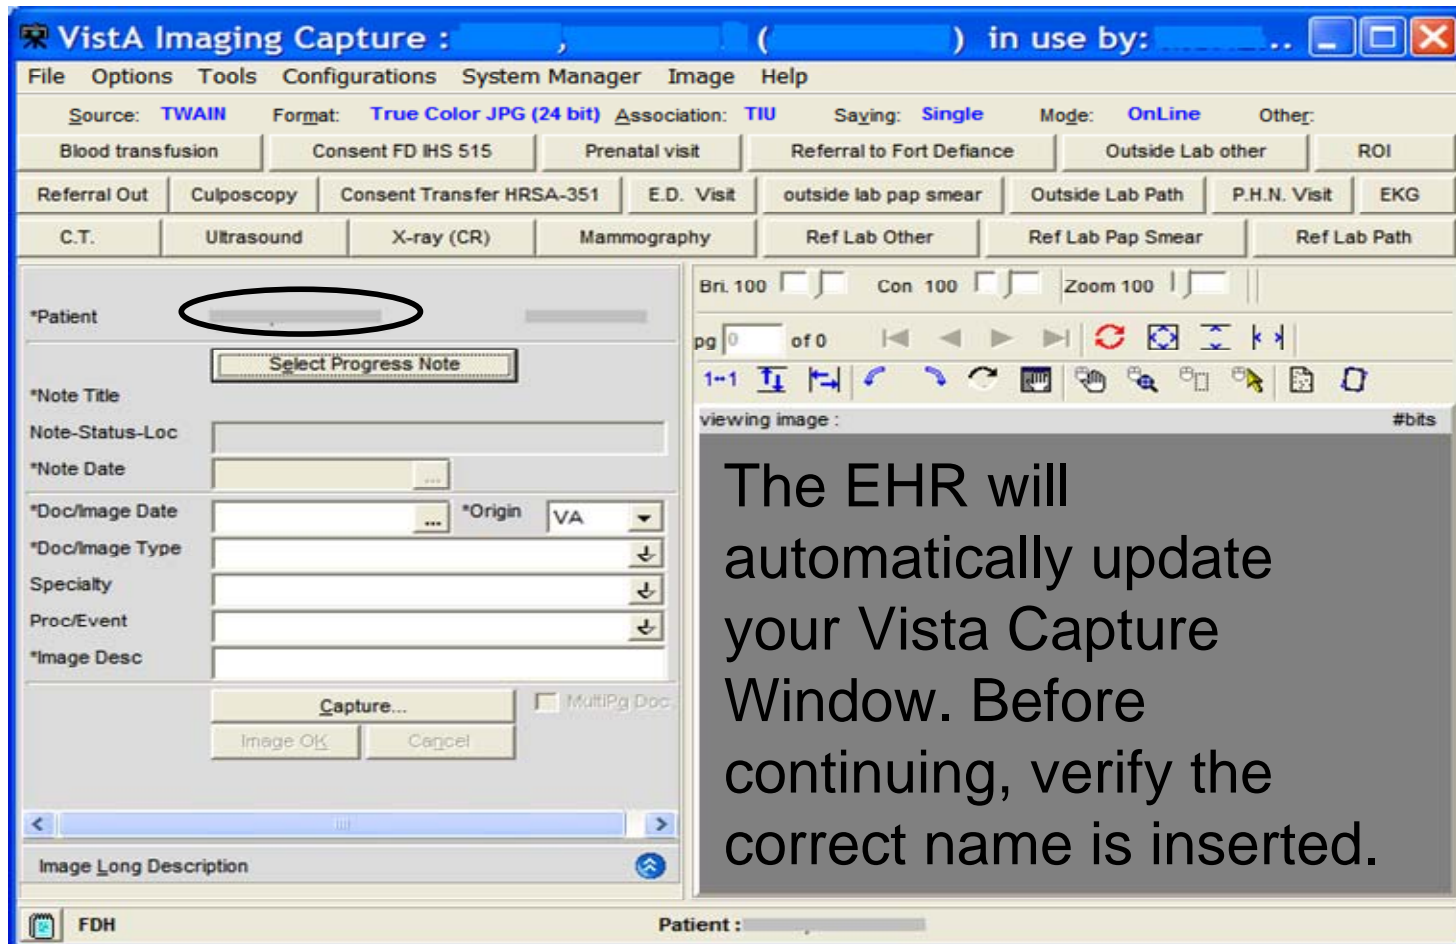 VistA Imaging Capture : , ( ) in use by: ..
File Options Tools Configurations System Manager Image Help
Source: TWAIN Format: True Color JPG (24 bit) Association: TIU Saving: Single Mode: OnLine Other:
Blood transfusion Consent FD IHS 515 Prenatal visit Referral to Fort Defiance Outside Lab other ROI
Referral Out Culposcopy Consent Transfer HRSA-351 E.D. Visit outside lab pap smear Outside Lab Path P.H.N. Visit EKG
C.T. Ultrasound X-ray (CR) Mammography Ref Lab Other Ref Lab Pap Smear Ref Lab Path
Bri. 100 Con 100 Zoom 100
*Patient
pg 0 of 0
Select Progress Note
1--1
*Note Title
Note-Status-Loc
viewing image : #bits
*Note Date ...
*Doc/Image Date ... *Origin VA
*Doc/Image Type
Specialty
Proc/Event
*Image Desc
Capture... MultiPg Doc.
Image OK Cancel
Image Long Description
The EHR will
automatically update
your Vista Capture
Window. Before
continuing, verify the
correct name is inserted.
FDH Patient :